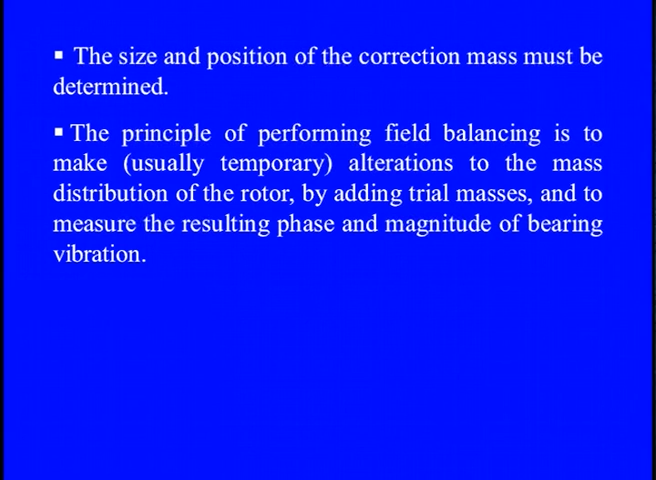 ▪ The size and position of the correction mass must be
determined.
▪ The principle of performing field balancing is to
make (usually temporary) alterations to the mass
distribution of the rotor, by adding trial masses, and to
measure the resulting phase and magnitude of bearing
vibration.